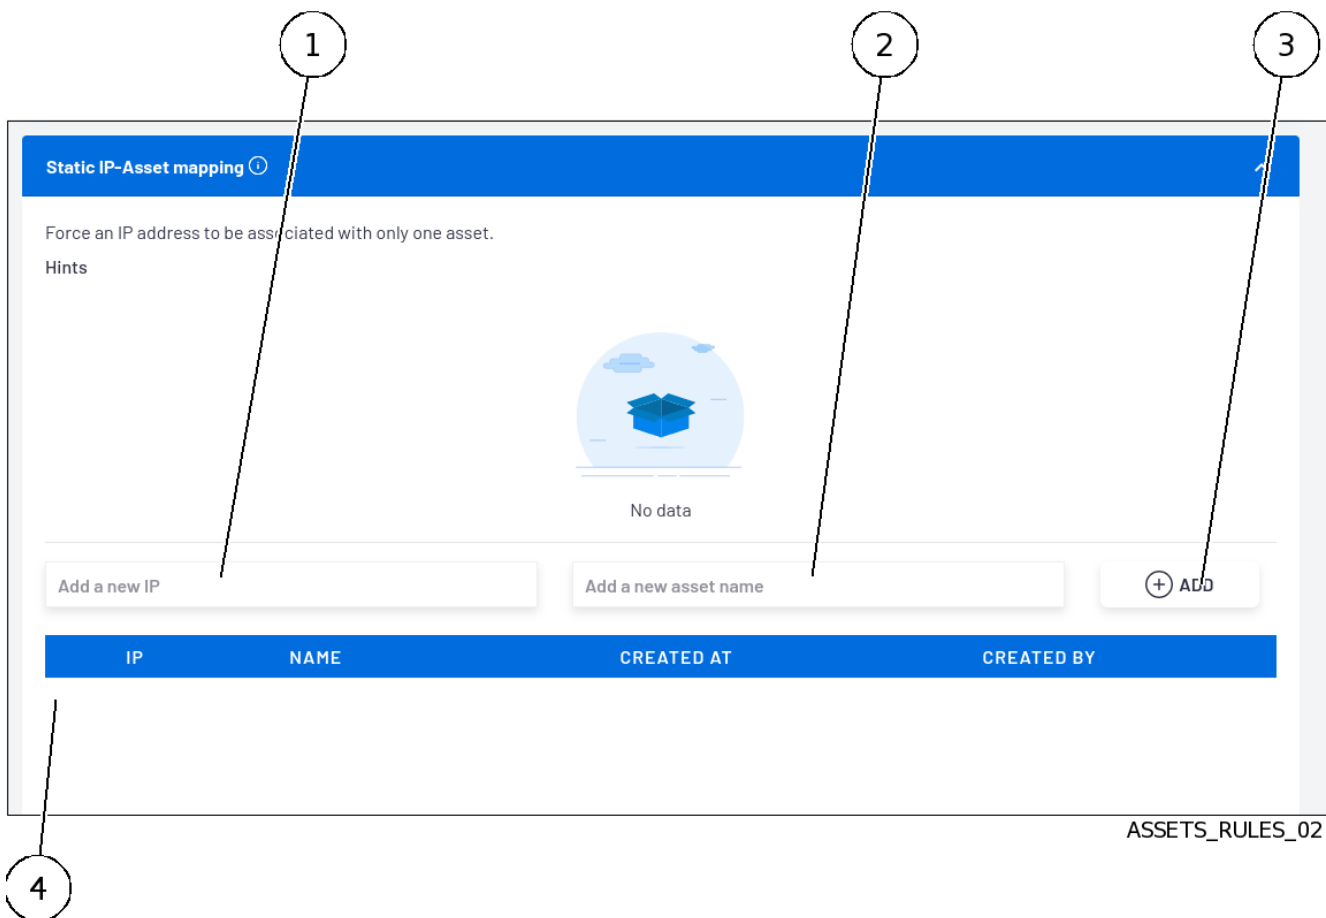 1 2 3
Static IP-Asset mapping
Force an IP address to be associated with only one asset.
Hints
No data
Add a new IP Add a new asset name ADD
IP NAME CREATED AT CREATED BY
ASSETS_RULES_02
4